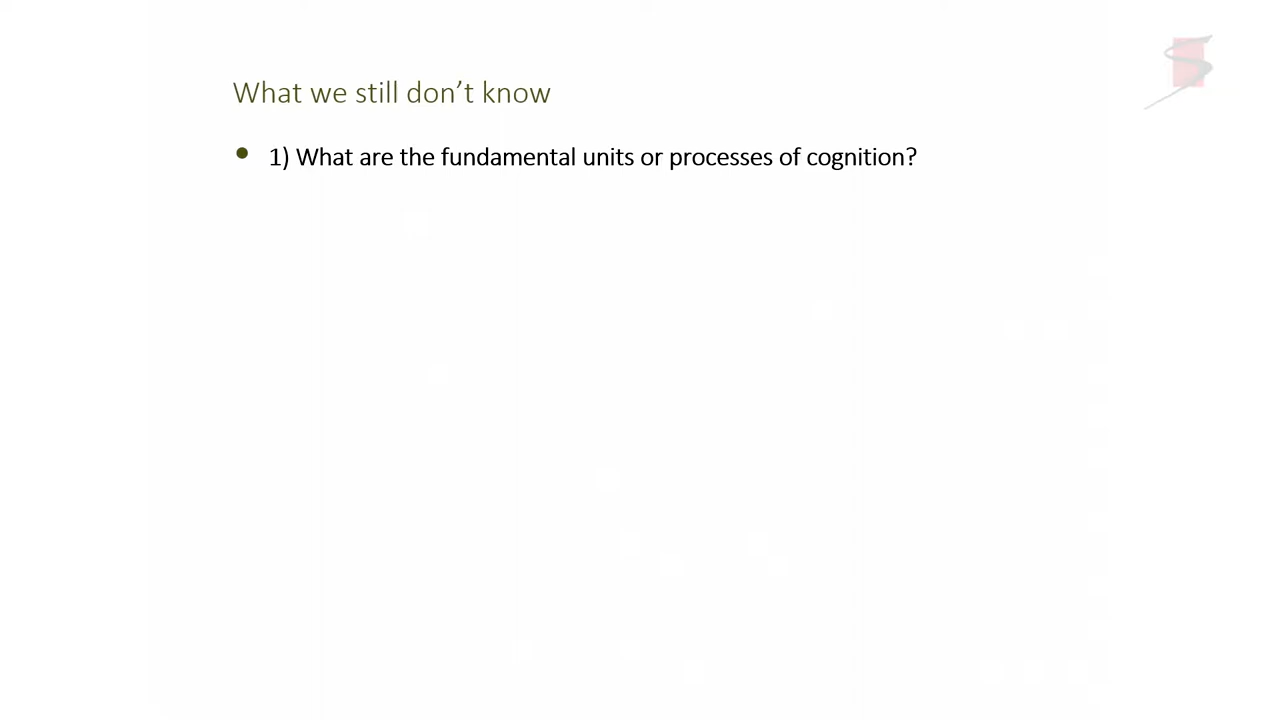 What we still don't know
• 1) What are the fundamental units or processes of cognition?